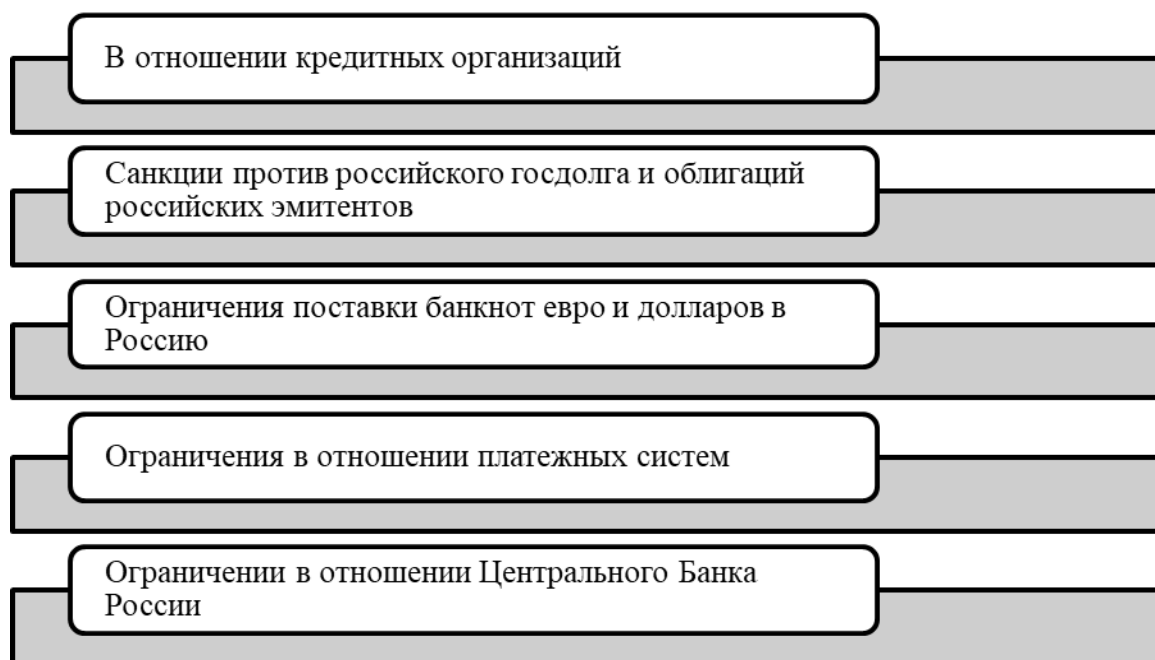 В отношении кредитных организаций
Санкции против российского госдолга и облигаций
российских эмитентов
Ограничения поставки банкнот евро и долларов в
Россию
Ограничения в отношении платежных систем
Ограничении в отношении Центрального Банка
России